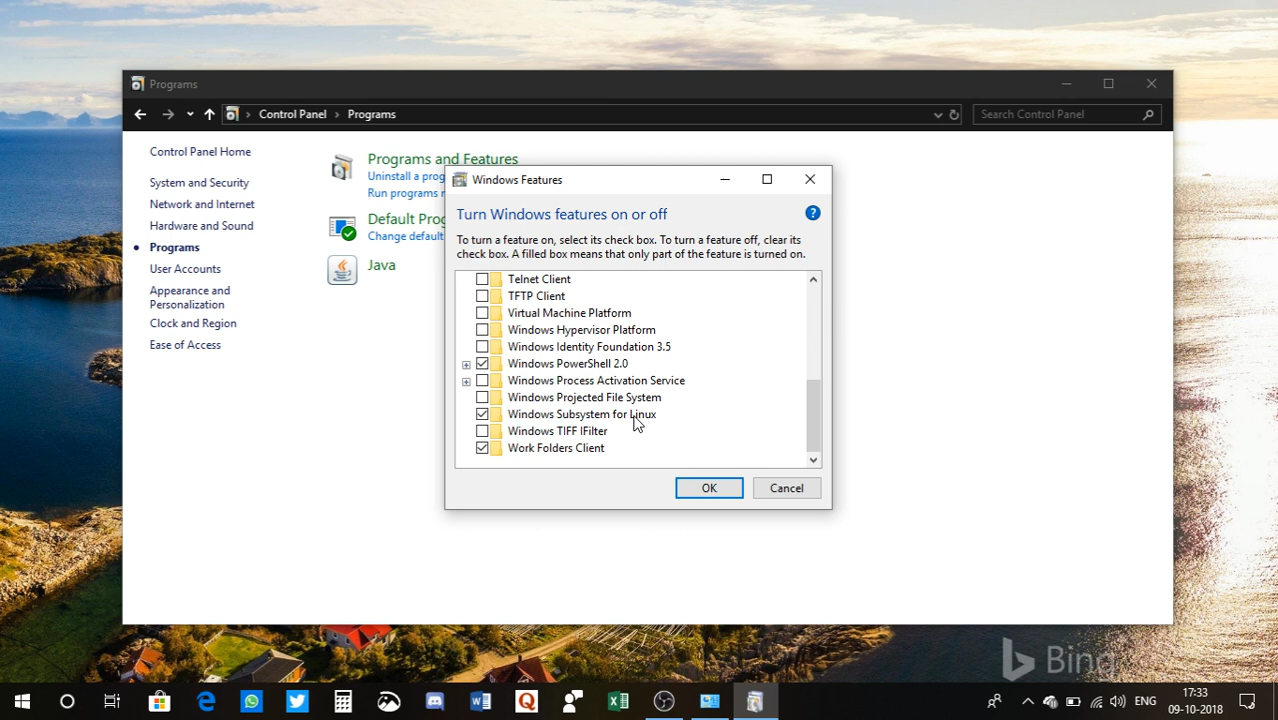 Programs
Control Panel > Programs
Search Control Panel
Control Panel Home
System and Security
Network and Internet
Hardware and Sound
Programs
User Accounts
Appearance and
Personalization
Clock and Region
Ease of Access
Programs and Features
Uninstall a prog
Run programs
Default Prog
Change default
Java
Windows Features
Turn Windows features on or off
?
To turn a feature on, select its check box. To turn a feature off, clear its
check box. A filled box means that only part of the feature is turned on.
Telnet Client
TFTP Client
Virtual Machine Platform
Windows Hypervisor Platform
Windows Identity Foundation 3.5
Windows PowerShell 2.0
Windows Process Activation Service
Windows Projected File System
Windows Subsystem for Linux
Windows TIFF IFilter
Work Folders Client
OK
Cancel
Bing
ENG
17:33
09-10-2018